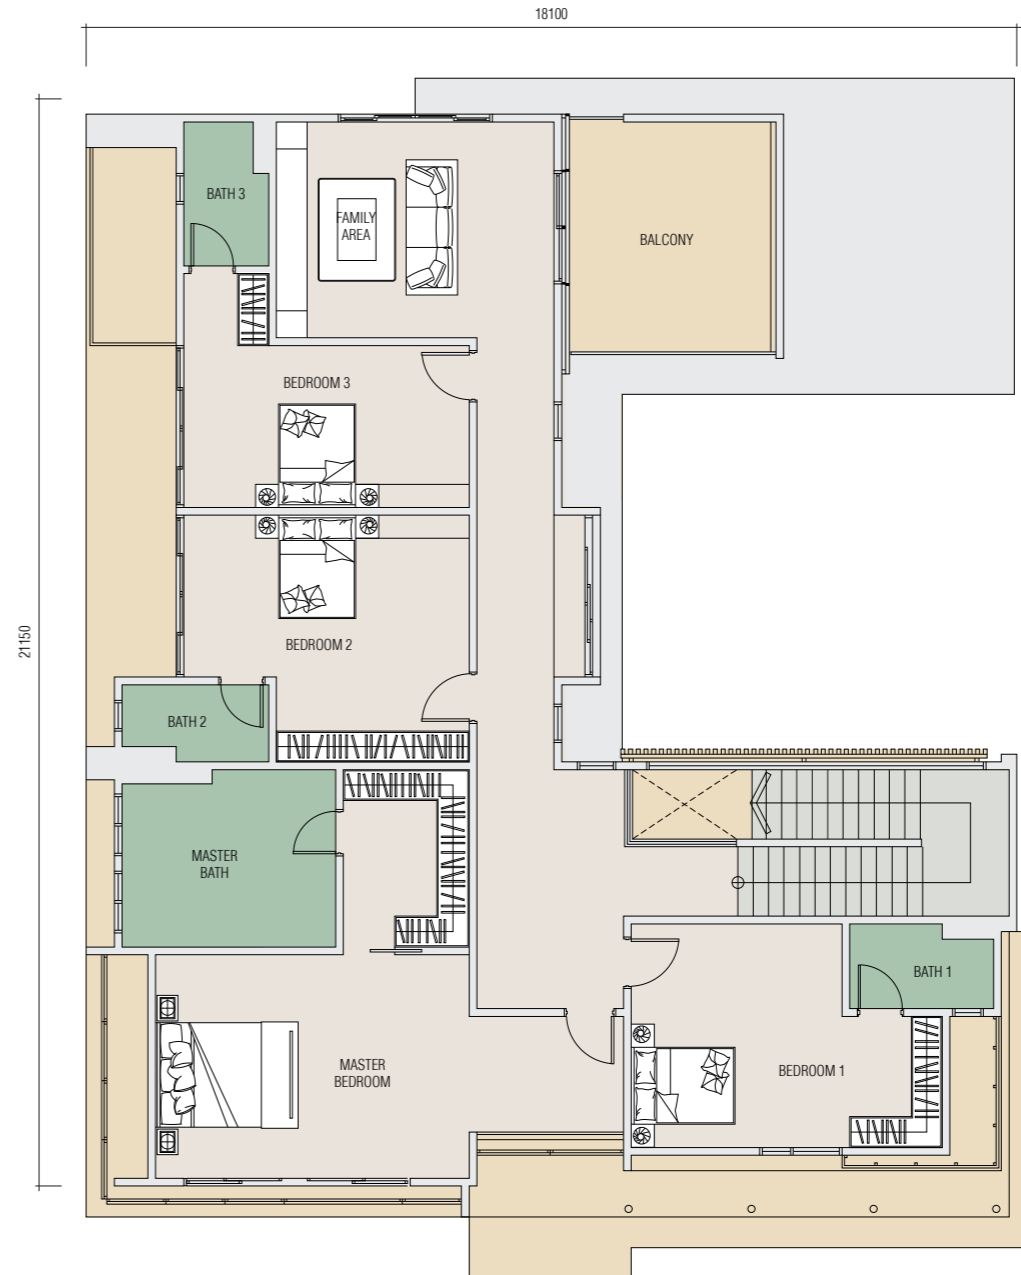 18100
BATH 3
FAMILY
AREA
BALCONY
BEDROOM 3
21150
BEDROOM 2
BATH 2
MASTER
BATH
BATH 1
MASTER
BEDROOM
BEDROOM 1